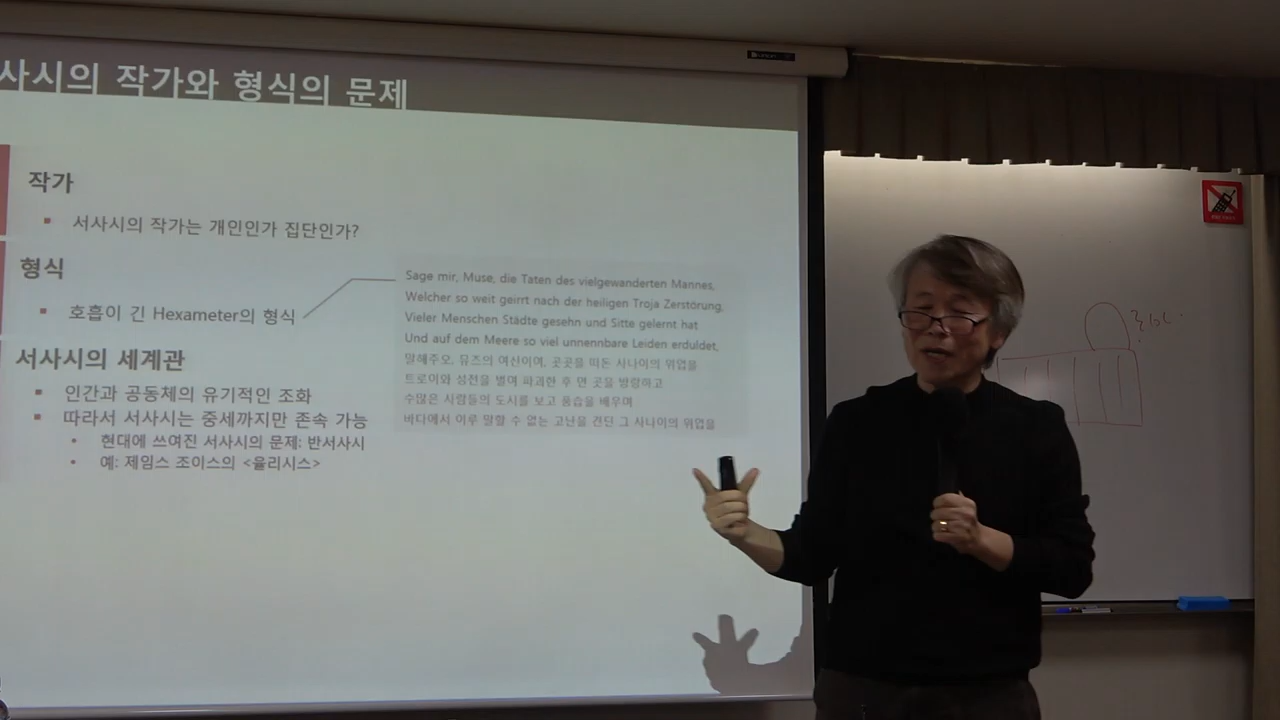 사시의 작가와 형식의 문제
작가
▪ 서사시의 작가는 개인인가 집단인가?
형식
▪ 호흡이 긴 Hexameter의 형식
서사시의 세계관
▪ 인간과 공동체의 유기적인 조화
▪ 따라서 서사시는 중세까지만 존속 가능
• 현대에 쓰여진 서사시의 문제: 반서사시
• 예: 제임스 조이스의 <율리시스>
Sage mir, Muse, die Taten des vielgewanderten Mannes,
Welcher so weit geirrt nach der heiligen Troja Zerstörung,
Vieler Menschen Städte gesehn und Sitte gelernt hat
Und auf dem Meere so viel unnennbare Leiden erduldet,
말해주오, 뮤즈의 여신이여, 곳곳을 떠돈 사나이의 위업을
트로이와 성전을 벌여 파괴한 후 먼 곳을 방랑하고
수많은 사람들의 도시를 보고 풍습을 배우며
바다에서 이루 말할 수 없는 고난을 견딘 그 사나이의 위업을